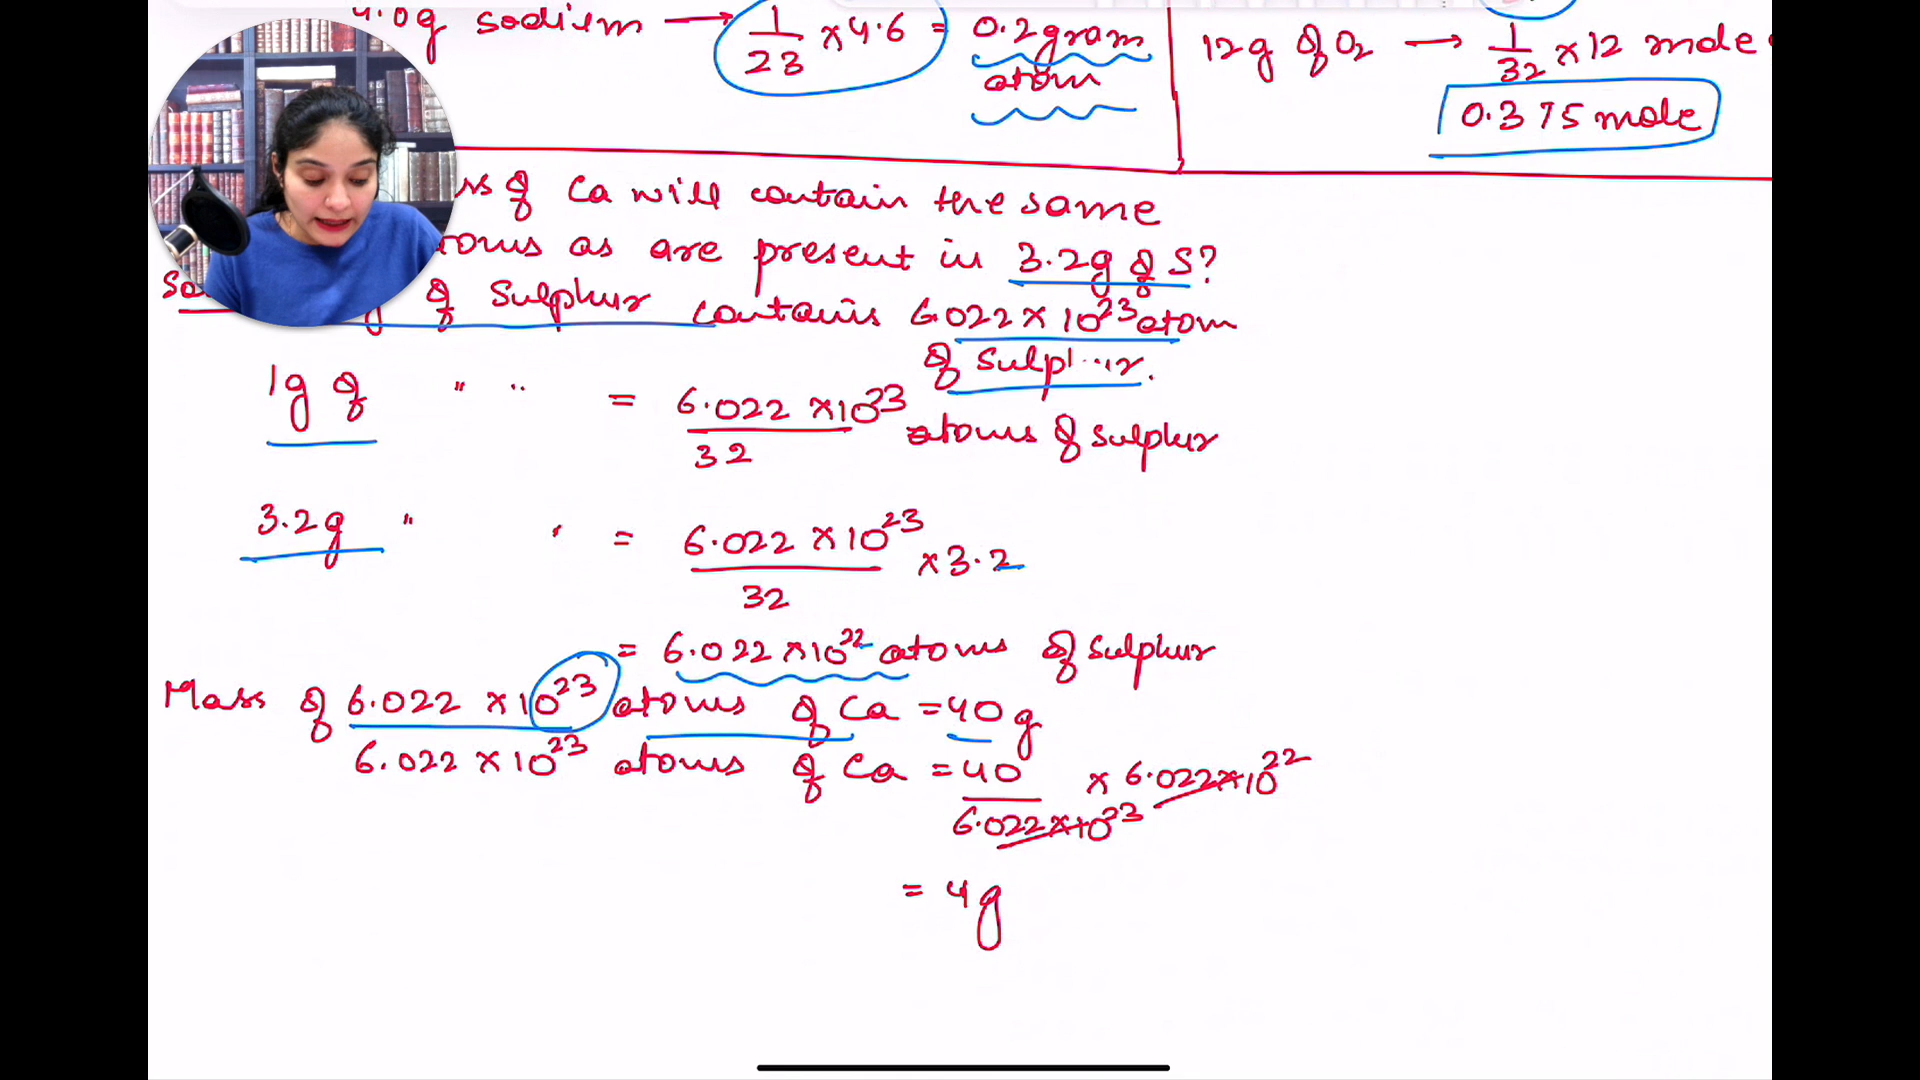 g sodium → 1/23 ×4.6 = 0.2gram
atom
12g of O2 → 1/32 ×12 mole
0.375 mole
of Ca will contain the same
as are present in 3.2g of S?
of Sulphur contains 6.022×10^23 atom
of Sulphur.
1g of " " = 6.022 ×10^23 / 32 atoms of sulphur
3.2g " " = 6.022 ×10^23 / 32 ×3.2
= 6.022×10^22 atoms of sulphur
Mass of 6.022 ×10^23 atoms of Ca = 40g
6.022 ×10^23 atoms of Ca = 40 / 6.022×10^23 × 6.022×10^22
= 4g